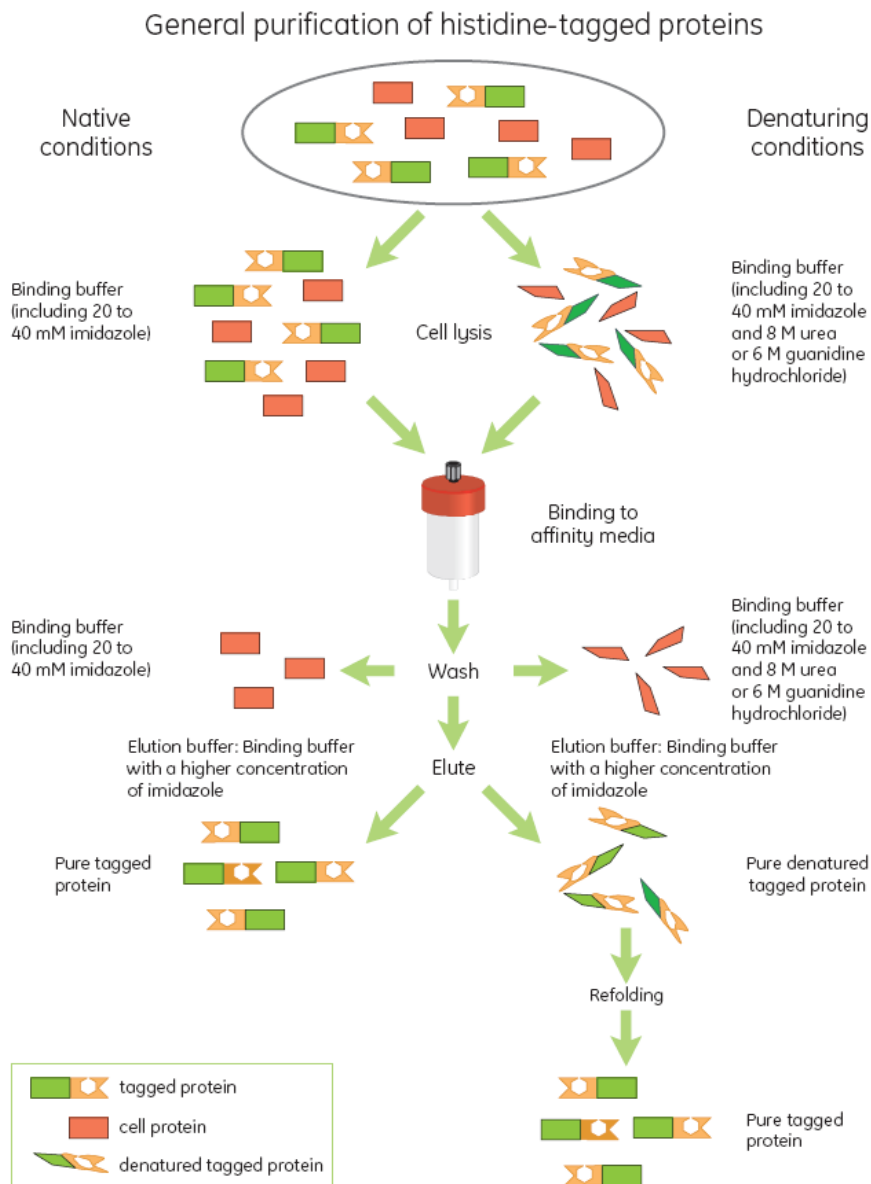 General purification of histidine-tagged proteins
Native
conditions
Denaturing
conditions
Binding buffer
(including 20 to
40 mM imidazole)
Cell lysis
Binding buffer
(including 20 to
40 mM imidazole
and 8 M urea
or 6 M guanidine
hydrochloride)
Binding to
affinity media
Binding buffer
(including 20 to
40 mM imidazole)
Wash
Binding buffer
(including 20 to
40 mM imidazole
and 8 M urea
or 6 M guanidine
hydrochloride)
Elution buffer: Binding buffer
with a higher concentration
of imidazole
Elute
Elution buffer: Binding buffer
with a higher concentration
of imidazole
Pure tagged
protein
Pure denatured
tagged protein
Refolding
Pure tagged
protein
tagged protein
cell protein
denatured tagged protein